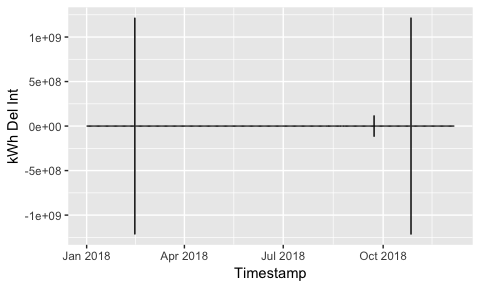 kWh Del Int
1e+09
5e+08
0e+00
-5e+08
-1e+09
Jan 2018 Apr 2018 Jul 2018 Oct 2018
Timestamp